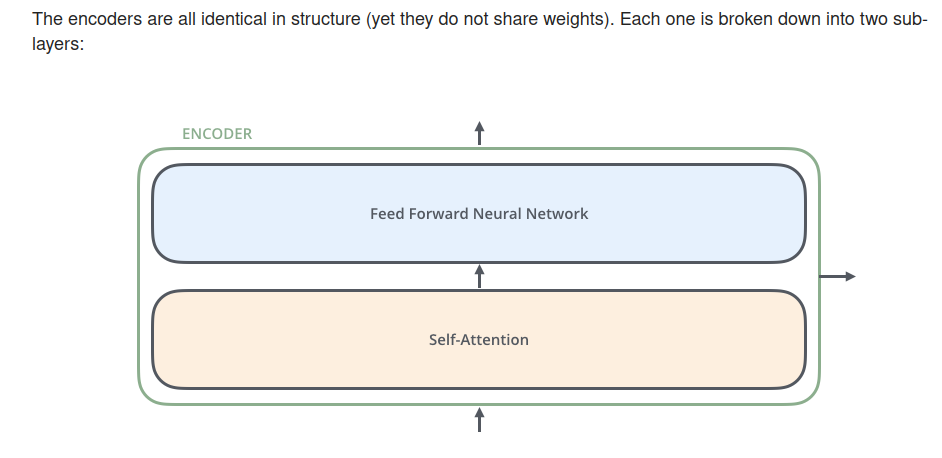 The encoders are all identical in structure (yet they do not share weights). Each one is broken down into two sub-
layers:
ENCODER
Feed Forward Neural Network
Self-Attention